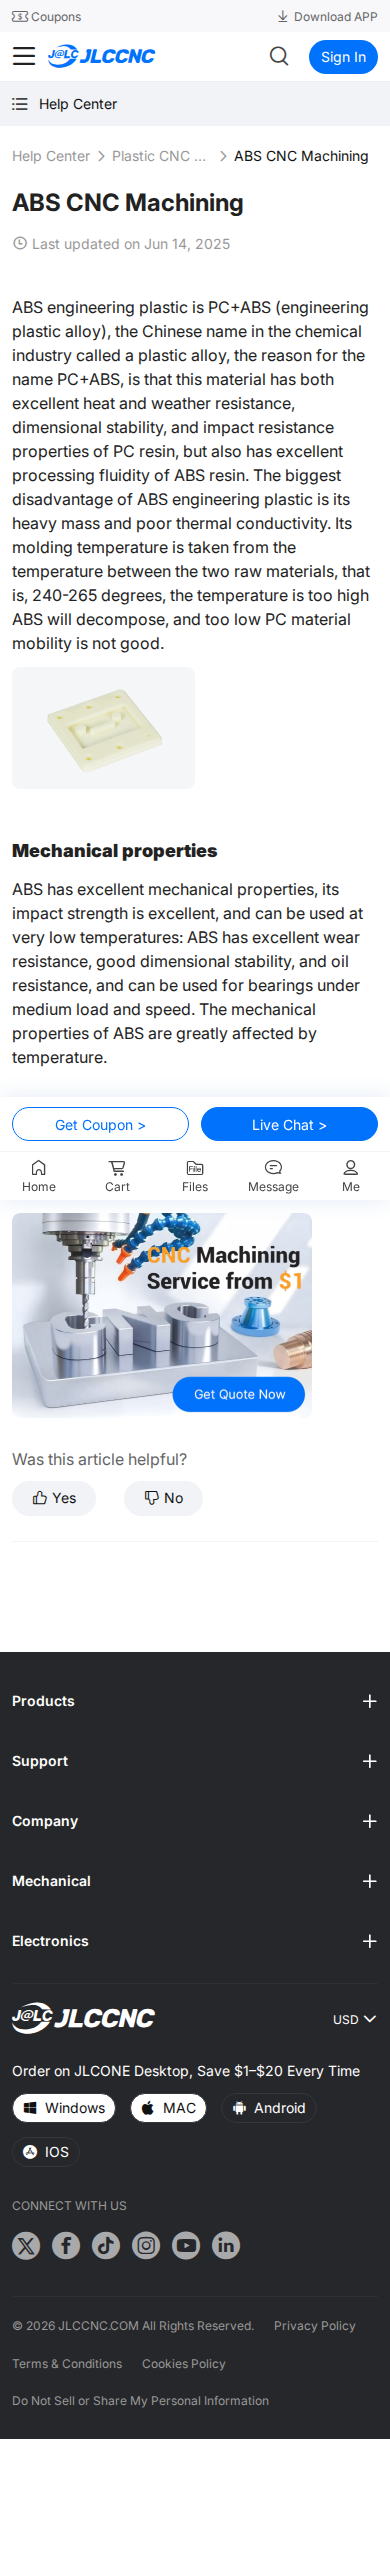 Coupons
Download APP
J@LC JLCCNC
Sign In
Help Center
Help Center
Plastic CNC ...
ABS CNC Machining
ABS CNC Machining
Last updated on Jun 14, 2025
ABS engineering plastic is PC+ABS (engineering
plastic alloy), the Chinese name in the chemical
industry called a plastic alloy, the reason for the
name PC+ABS, is that this material has both
excellent heat and weather resistance,
dimensional stability, and impact resistance
properties of PC resin, but also has excellent
processing fluidity of ABS resin. The biggest
disadvantage of ABS engineering plastic is its
heavy mass and poor thermal conductivity. Its
molding temperature is taken from the
temperature between the two raw materials, that
is, 240-265 degrees, the temperature is too high
ABS will decompose, and too low PC material
mobility is not good.
Mechanical properties
ABS has excellent mechanical properties, its
impact strength is excellent, and can be used at
very low temperatures: ABS has excellent wear
resistance, good dimensional stability, and oil
resistance, and can be used for bearings under
medium load and speed. The mechanical
properties of ABS are greatly affected by
temperature.
Get Coupon >
Live Chat >
Home
Cart
File
Files
Message
Me
CNC Machining
Service from $1
Get Quote Now
Was this article helpful?
Yes
No
Products
Support
Company
Mechanical
Electronics
J@LC JLCCNC
USD
Order on JLCONE Desktop, Save $1–$20 Every Time
Windows
MAC
Android
IOS
CONNECT WITH US
© 2026 JLCCNC.COM All Rights Reserved.
Privacy Policy
Terms & Conditions
Cookies Policy
Do Not Sell or Share My Personal Information